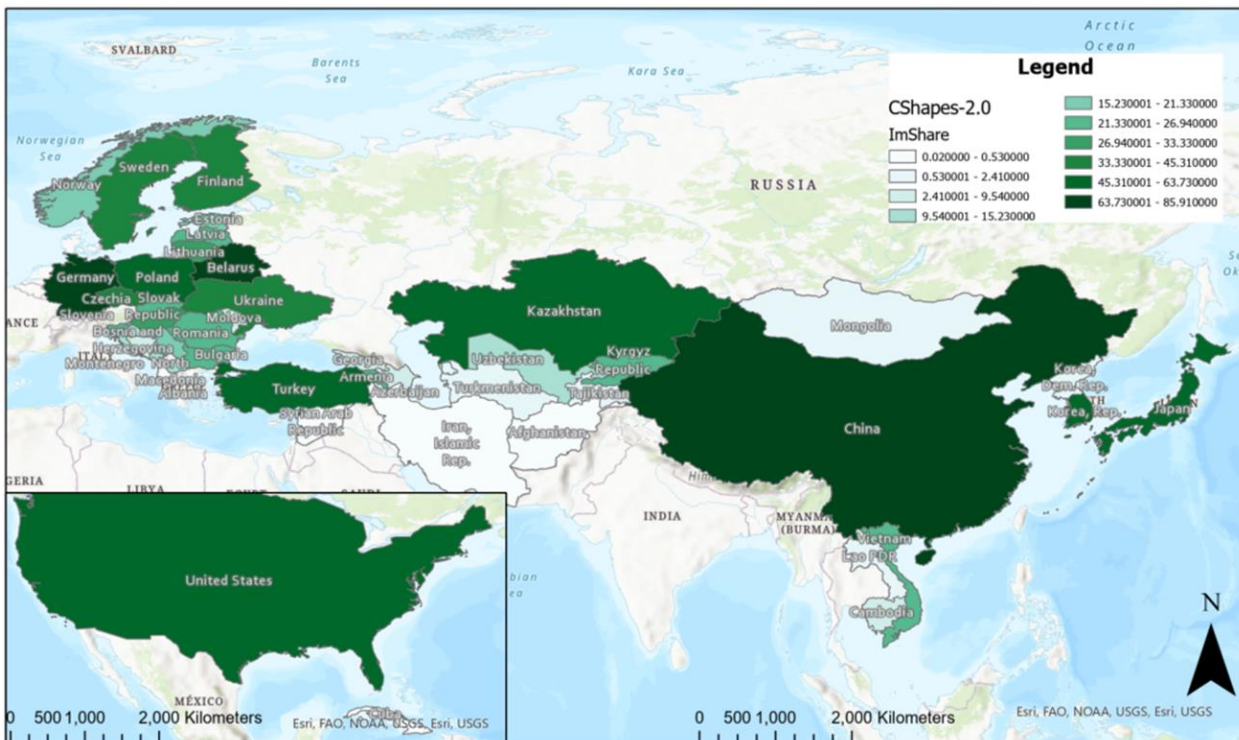 Arctic
Ocean
SVALBARD
Barents
Sea
Kara Sea
Legend
CShapes-2.0
ImShare
0.020000 - 0.530000
0.530001 - 2.410000
2.410001 - 9.540000
9.540001 - 15.230000
15.230001 - 21.330000
21.330001 - 26.940000
26.940001 - 33.330000
33.330001 - 45.310000
45.310001 - 63.730000
63.730001 - 85.910000
Norwegian
Sea
Sweden
Norway
Finland
RUSSIA
Estonia
Latvia
Lithuania
Belarus
Germany
Poland
Czechia
Slovak
Republic
Ukraine
Slovenia
Moldova
ANCE
Bosnia and
Herzegovina
Romania
ITALY
Montenegro
North
Macedonia
Bulgaria
Albania
Kazakhstan
Mongolia
Georgia
Armenia
Azerbaijan
Uzbekistan
Kyrgyz
Republic
Turkmenistan
Tajikistan
Turkey
Syrian Arab
Republic
Iran,
Islamic
Rep.
Afghanistan
China
Korea,
Dem. Rep.
Korea, Rep.
Japan
GERIA
LIBYA
INDIA
MYANMA
(BURMA)
Vietnam
Lao PDR
Cambodia
United States
MÉXICO
Cuba
0 500 1,000 2,000 Kilometers
Esri, FAO, NOAA, USGS, Esri, USGS
0 500 1,000 2,000 Kilometers
Esri, FAO, NOAA, USGS, Esri, USGS
N